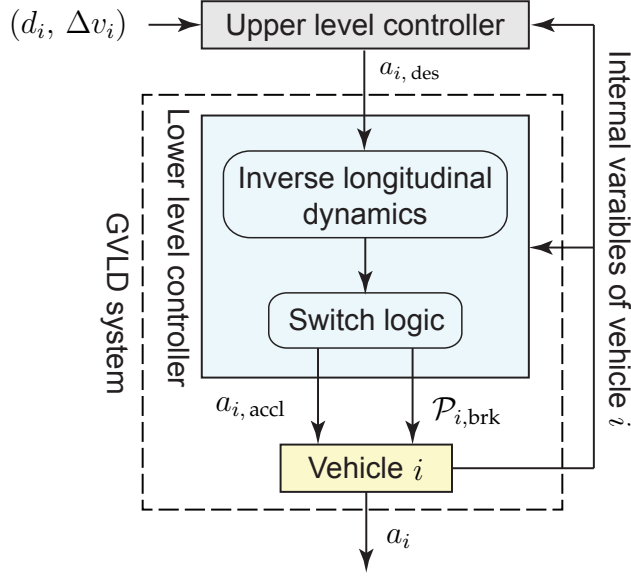 (d_i, Δv_i)
Upper level controller
a_{i, des}
Inverse longitudinal
dynamics
Switch logic
Lower level controller
GVLD system
Internal varaibles of vehicle i
a_{i, accl}
𝒫_{i,brk}
Vehicle i
a_i